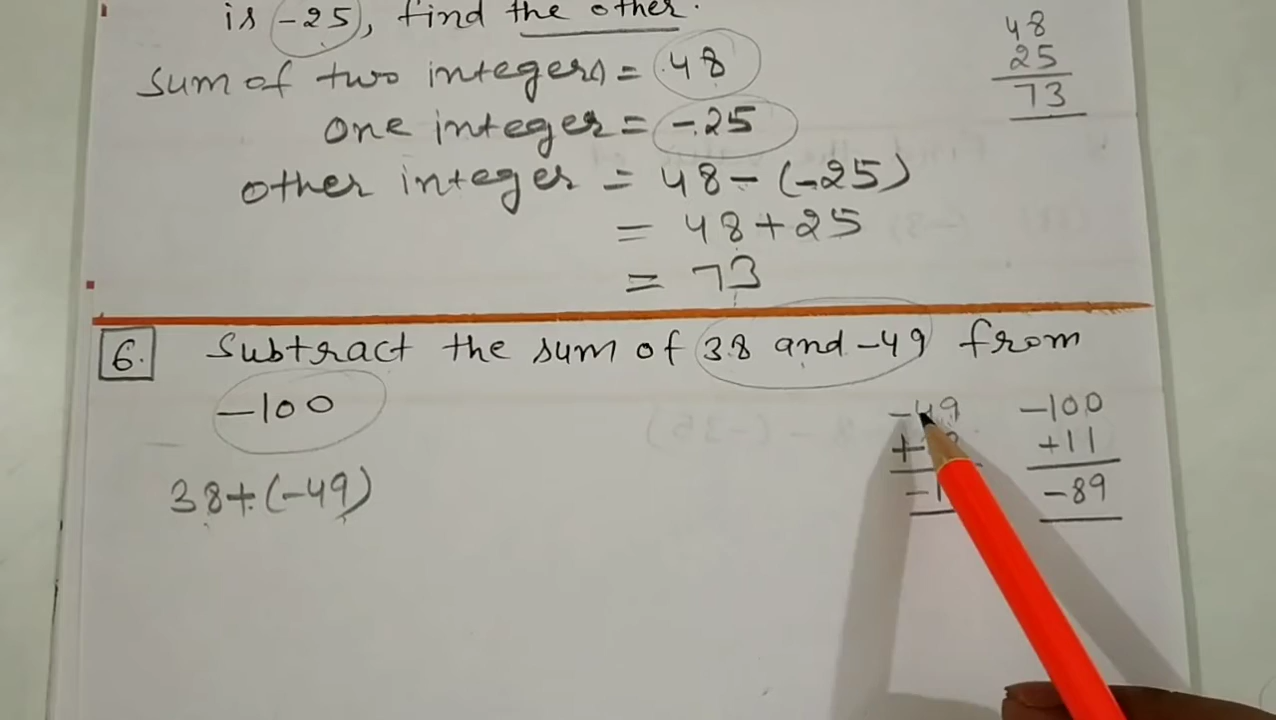 is -25, find the other.
48
25
73
Sum of two integers = 48
one integer = -25
other integer = 48 - (-25)
= 48 + 25
= 73
6. Subtract the sum of 38 and -49 from
-100
38 + (-49)
-49
-100
+11
-89